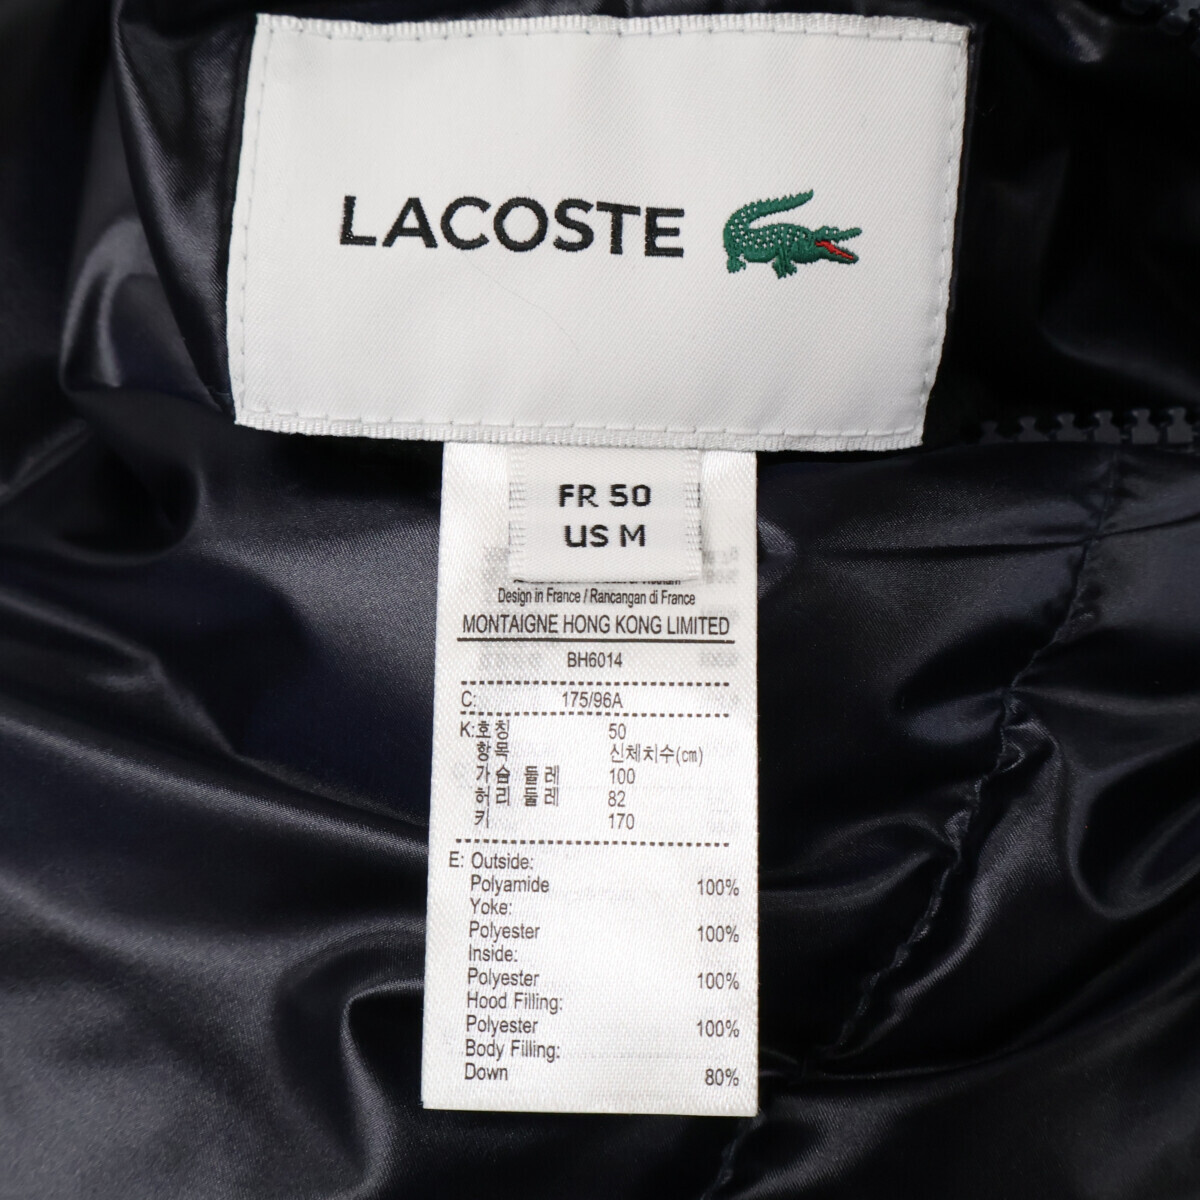 LACOSTE
FR 50
US M
Design in France / Rancangan di France
MONTAIGNE HONG KONG LIMITED
BH6014
C: 175/96A
K:호칭 50
항목 신체치수(cm)
가슴 둘레 100
허리 둘레 82
키 170
E: Outside:
Polyamide 100%
Yoke:
Polyester 100%
Inside:
Polyester 100%
Hood Filling:
Polyester 100%
Body Filling:
Down 80%